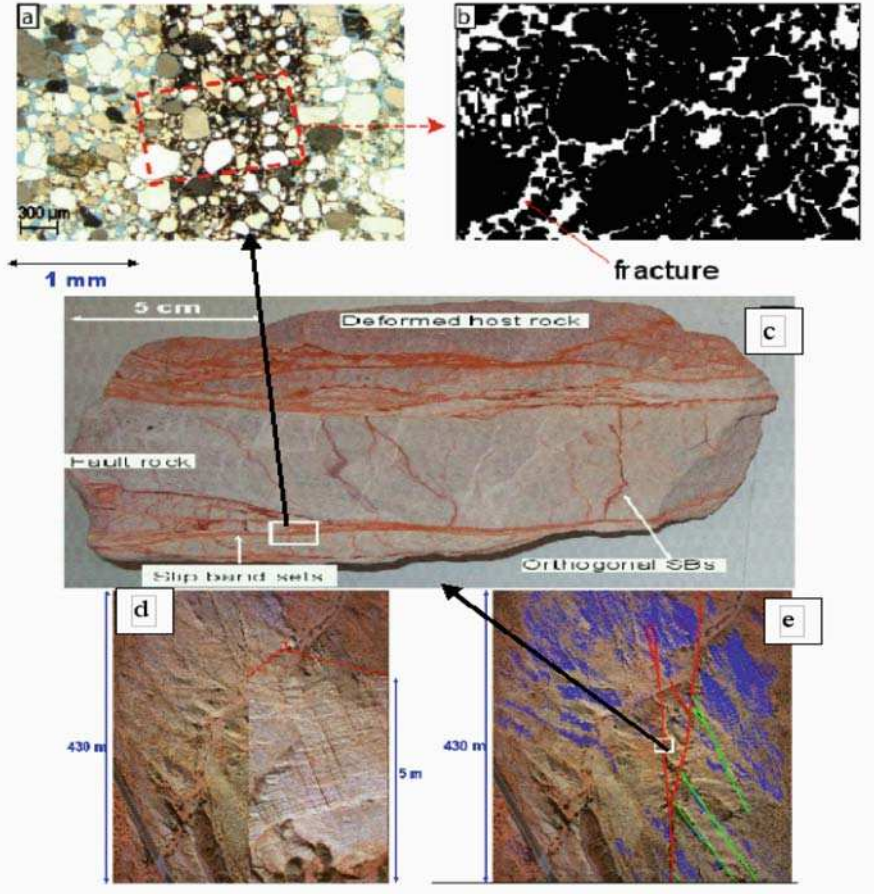 a
b
300 µm
1 mm
fracture
5 cm
Deformed host rock
c
Fault rock
Slip band sets
Orthogonal SBs
d
e
430 m
5 m
430 m